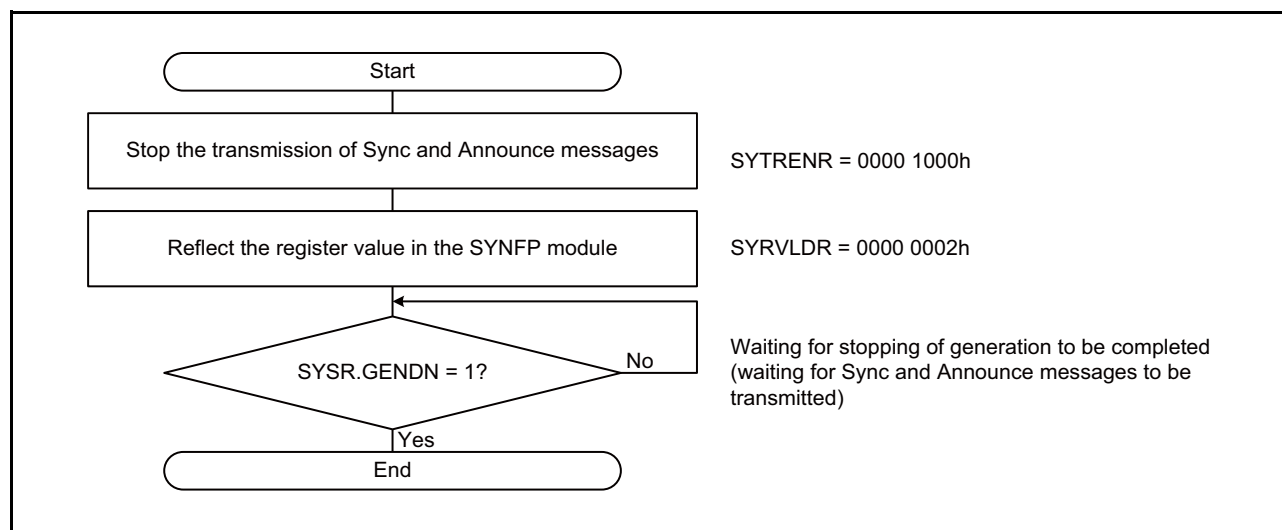 Start
Stop the transmission of Sync and Announce messages
SYTRENR = 0000 1000h
Reflect the register value in the SYNFP module
SYRVLDR = 0000 0002h
SYSR.GENDN = 1?
No
Waiting for stopping of generation to be completed
(waiting for Sync and Announce messages to be
transmitted)
Yes
End